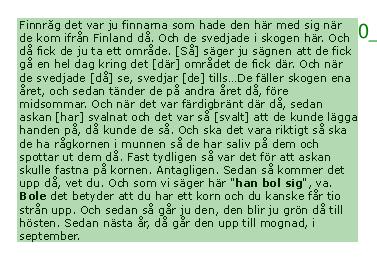 Finnråg det var ju finnarna som hade den här med sig när
de kom ifrån Finland då. Och de svedjade i skogen här. Och
då fick de ju ta ett område. [Så] säger ju sägnen att de fick
gå en hel dag kring det [där] området de fick där. Och när
de svedjade [då] se, svedjar [de] tills...De fäller skogen ena
året, och sedan tänder de på andra året då, före
midsommar. Och när det var färdigbränt där då, sedan
askan [har] svalnat och det var så [svalt] att de kunde lägga
handen på, då kunde de så. Och ska det vara riktigt så ska
de ha rågkornen i munnen så de har saliv på dem och
spottar ut dem då. Fast tydligen så var det för att askan
skulle fastna på kornen. Antagligen. Sedan så kommer det
upp då, vet du. Och som vi säger här "han bol sig", va.
Bole det betyder att du har ett korn och du kanske får tio
strån upp. Och sedan så går ju den, den blir ju grön då till
hösten. Sedan nästa år, då går den upp till mognad, i
september.
0_